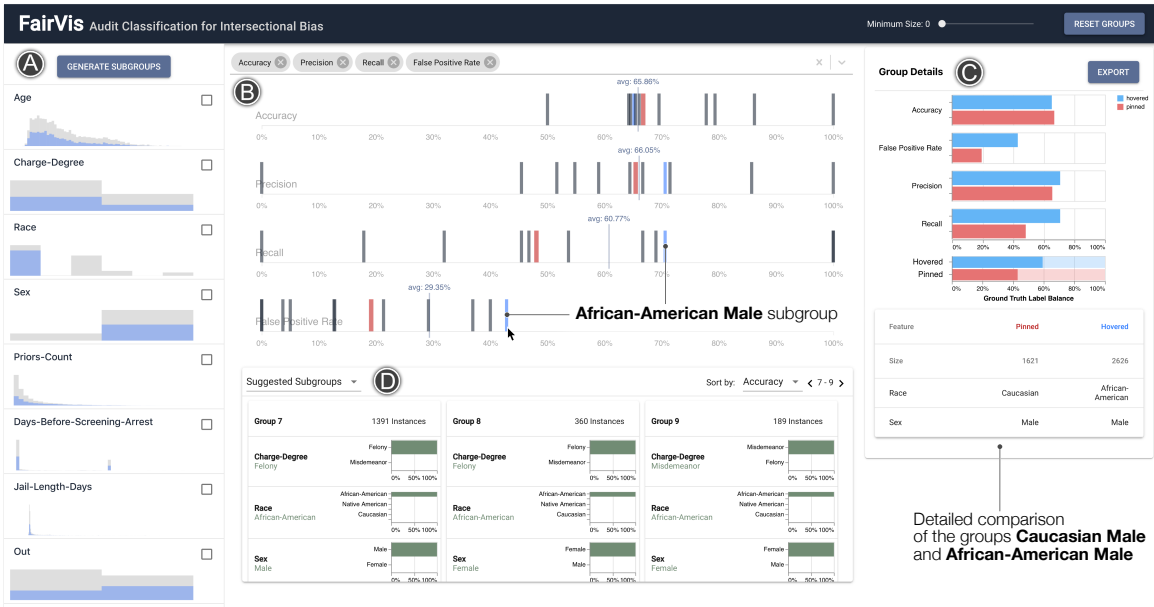 FairVis Audit Classification for Intersectional Bias
Minimum Size: 0
RESET GROUPS
A
GENERATE SUBGROUPS
Age
Charge-Degree
Race
Sex
Priors-Count
Days-Before-Screening-Arrest
Jail-Length-Days
Out
Accuracy
Precision
Recall
False Positive Rate
B
avg: 65.86%
Accuracy
0% 10% 20% 30% 40% 50% 60% 70% 80% 90% 100%
avg: 66.05%
Precision
0% 10% 20% 30% 40% 50% 60% 70% 80% 90% 100%
avg: 60.77%
Recall
0% 10% 20% 30% 40% 50% 60% 70% 80% 90% 100%
avg: 29.35%
False Positive Rate
0% 10% 20% 30% 40% 50% 60% 70% 80% 90% 100%
African-American Male subgroup
Suggested Subgroups
D
Sort by: Accuracy
7 - 9
Group 7 1391 Instances
Charge-Degree
Felony
Felony
Misdemeanor
0% 50% 100%
Race
African-American
African-American
Native American
Caucasian
0% 50% 100%
Sex
Male
Male
Female
0% 50% 100%
Group 8 360 Instances
Charge-Degree
Felony
Felony
Misdemeanor
0% 50% 100%
Race
African-American
African-American
Native American
Caucasian
0% 50% 100%
Sex
Female
Female
Male
0% 50% 100%
Group 9 189 Instances
Charge-Degree
Misdemeanor
Misdemeanor
Felony
0% 50% 100%
Race
African-American
African-American
Native American
Caucasian
0% 50% 100%
Sex
Female
Female
Male
0% 50% 100%
Group Details
C
EXPORT
hovered
pinned
Accuracy
False Positive Rate
Precision
Recall
0% 20% 40% 60% 80% 100%
Hovered
Pinned
0% 20% 40% 60% 80% 100%
Ground Truth Label Balance
Feature Pinned Hovered
Size 1621 2626
Race Caucasian African-
American
Sex Male Male
Detailed comparison
of the groups Caucasian Male
and African-American Male